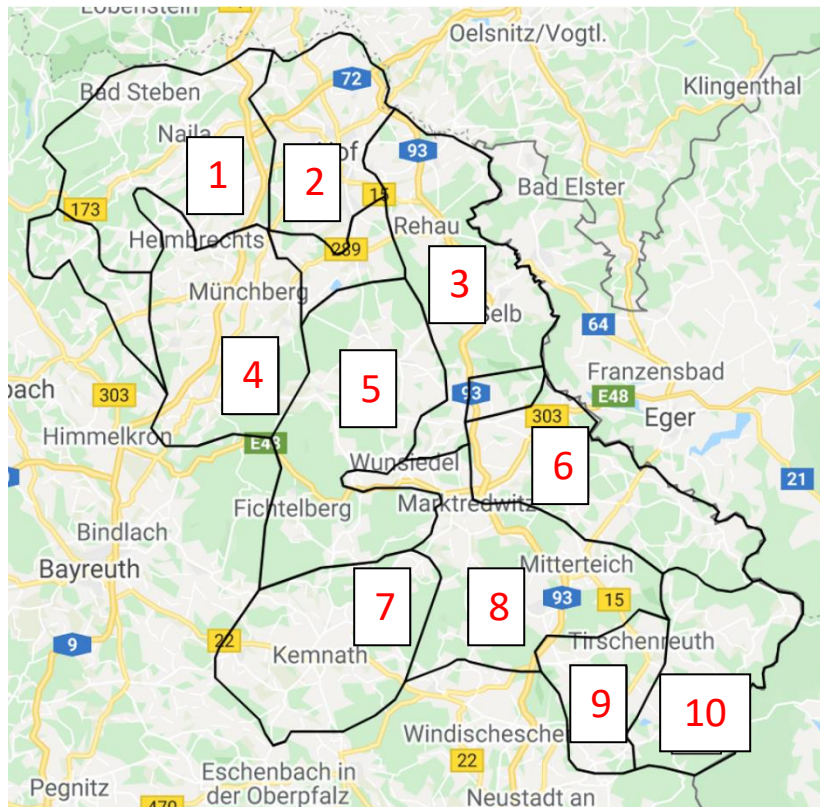 Lobenstein
Oelsnitz/Vogtl.
72
Klingenthal
Bad Steben
Naila
1
2
Hof
93
Bad Elster
15
173
Rehau
Helmbrechts
289
3
Münchberg
Selb
64
4
5
Franzensbad
bach
303
93
E48
303
Eger
Himmelkron
E48
Wunsiedel
6
21
Fichtelberg
Marktredwitz
Bindlach
Mitterteich
Bayreuth
7
8
93
15
9
22
Kemnath
Tirschenreuth
9
10
Windischesche
22
Pegnitz
Eschenbach in
der Oberpfalz
Neustadt an
470